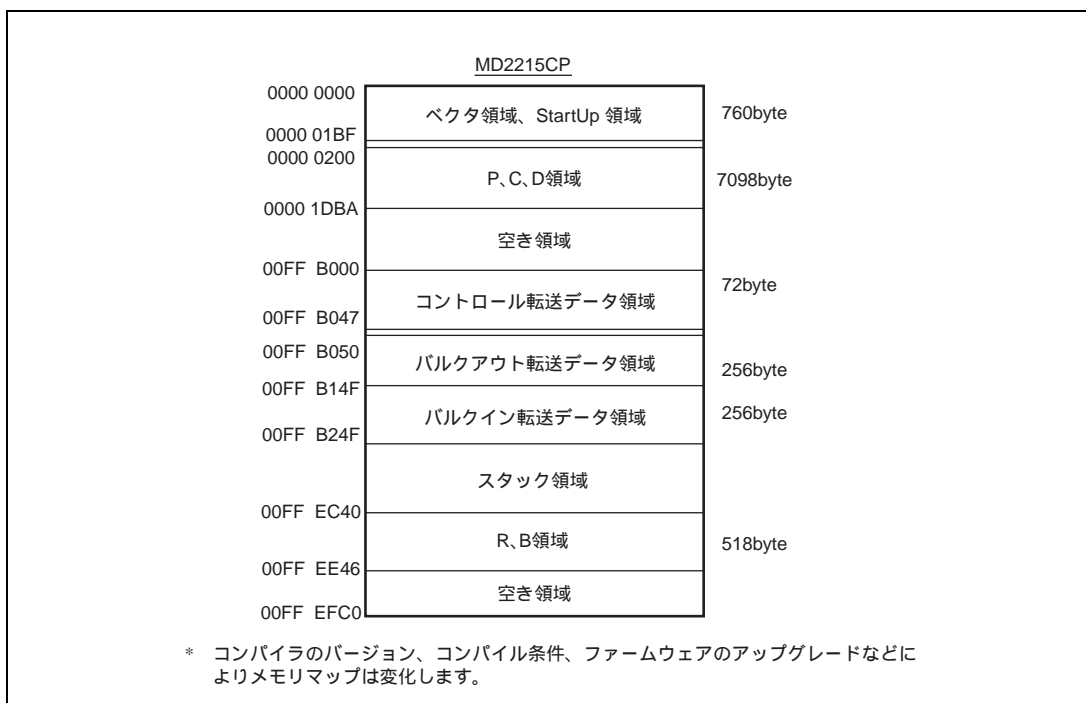 MD2215CP
0000 0000
ベクタ領域、StartUp 領域
760byte
0000 01BF
0000 0200
P、C、D領域
7098byte
0000 1DBA
空き領域
00FF B000
72byte
コントロール転送データ領域
00FF B047
00FF B050
バルクアウト転送データ領域
256byte
00FF B14F
バルクイン転送データ領域
256byte
00FF B24F
スタック領域
00FF EC40
R、B領域
518byte
00FF EE46
空き領域
00FF EFC0
* コンパイラのバージョン、コンパイル条件、ファームウェアのアップグレードなどに
よりメモリマップは変化します。